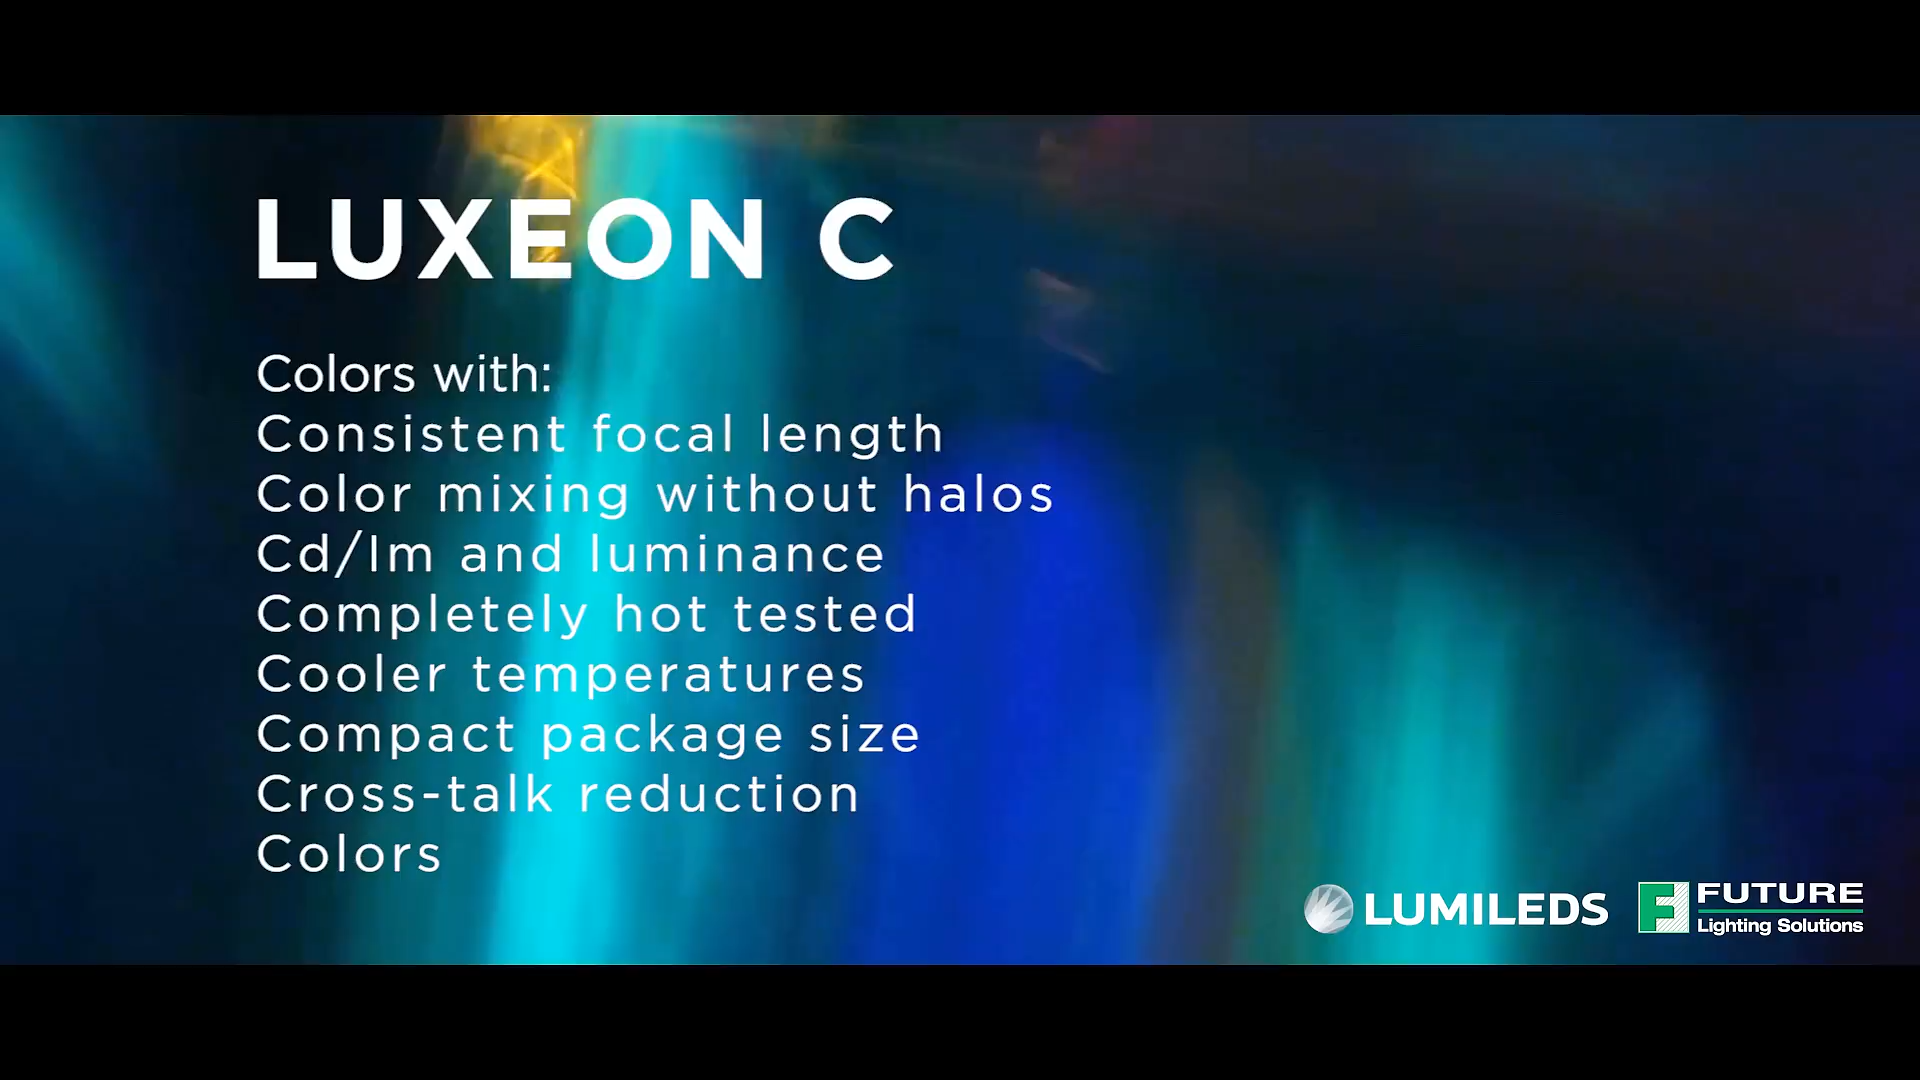 LUXEON C
Colors with:
Consistent focal length
Color mixing without halos
Cd/lm and luminance
Completely hot tested
Cooler temperatures
Compact package size
Cross-talk reduction
Colors
LUMILEDS
F FUTURE
Lighting Solutions